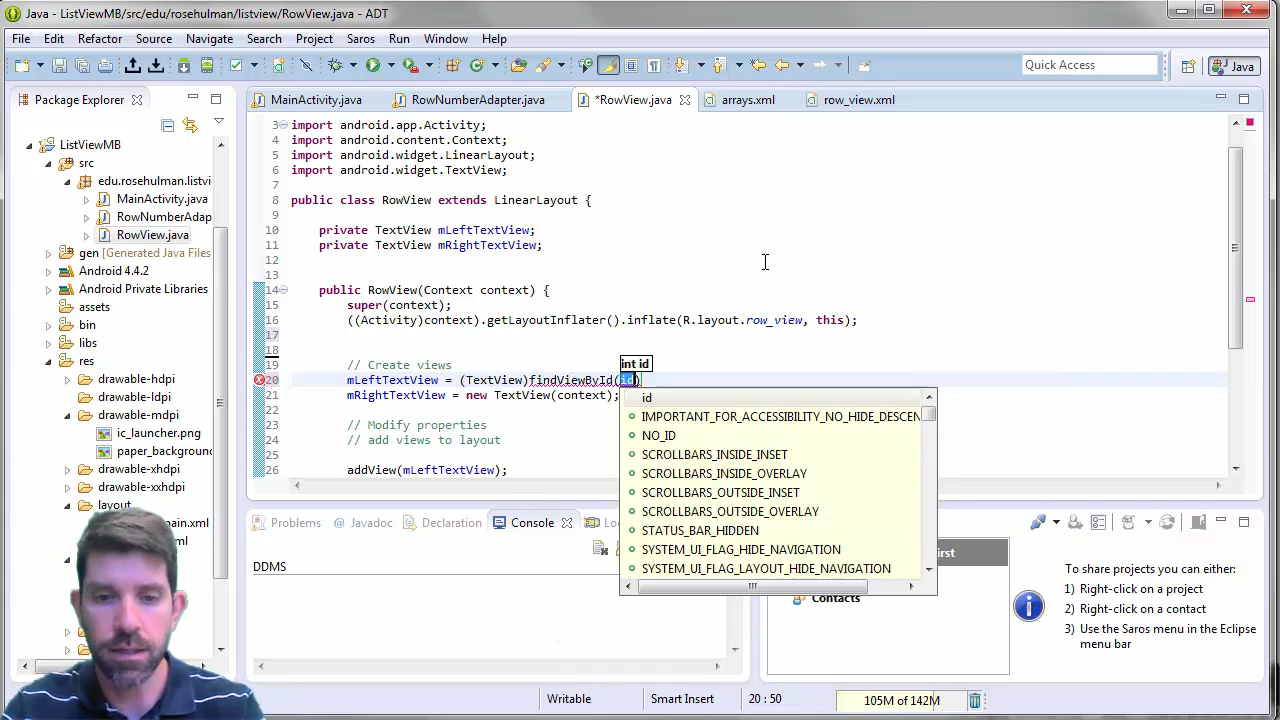 Java - ListViewMB/src/edu/rosehulman/listview/RowView.java - ADT
File Edit Refactor Source Navigate Search Project Saros Run Window Help
Quick Access
Java
Package Explorer
MainActivity.java
RowNumberAdapter.java
*RowView.java
arrays.xml
row_view.xml
ListViewMB
src
edu.rosehulman.listvi
MainActivity.java
RowNumberAdap
RowView.java
gen [Generated Java Files
Android 4.4.2
Android Private Libraries
assets
bin
libs
res
drawable-hdpi
drawable-ldpi
drawable-mdpi
ic_launcher.png
paper_background
drawable-xhdpi
drawable-xxhdpi
layout
main.xml
ml
3 import android.app.Activity;
4 import android.content.Context;
5 import android.widget.LinearLayout;
6 import android.widget.TextView;
7
8 public class RowView extends LinearLayout {
9
10 private TextView mLeftTextView;
11 private TextView mRightTextView;
12
13
14 public RowView(Context context) {
15 super(context);
16 ((Activity)context).getLayoutInflater().inflate(R.layout.row_view, this);
17
18
19 // Create views
20 mLeftTextView = (TextView)findViewById(id)
21 mRightTextView = new TextView(context);
22
23 // Modify properties
24 // add views to layout
25
26 addView(mLeftTextView);
int id
id
IMPORTANT_FOR_ACCESSIBILITY_NO_HIDE_DESCEN
NO_ID
SCROLLBARS_INSIDE_INSET
SCROLLBARS_INSIDE_OVERLAY
SCROLLBARS_OUTSIDE_INSET
SCROLLBARS_OUTSIDE_OVERLAY
STATUS_BAR_HIDDEN
SYSTEM_UI_FLAG_HIDE_NAVIGATION
SYSTEM_UI_FLAG_LAYOUT_HIDE_NAVIGATION
Problems
Javadoc
Declaration
Console
Lo
DDMS
irst
Contacts
To share projects you can either:
1) Right-click on a project
2) Right-click on a contact
3) Use the Saros menu in the Eclipse
menu bar
Writable
Smart Insert
20 : 50
105M of 142M